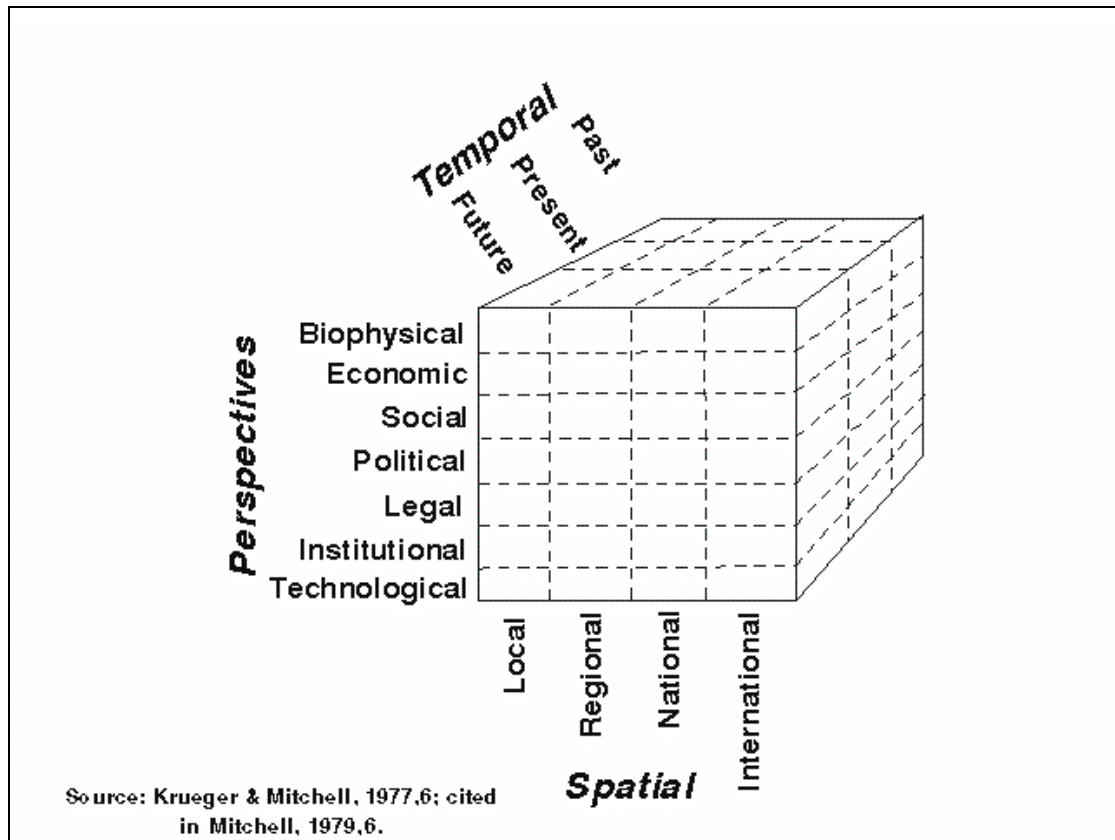 Temporal
Past
Present
Future
Perspectives
Biophysical
Economic
Social
Political
Legal
Institutional
Technological
Local
Regional
National
International
Spatial
Source: Krueger & Mitchell, 1977,6; cited
in Mitchell, 1979,6.